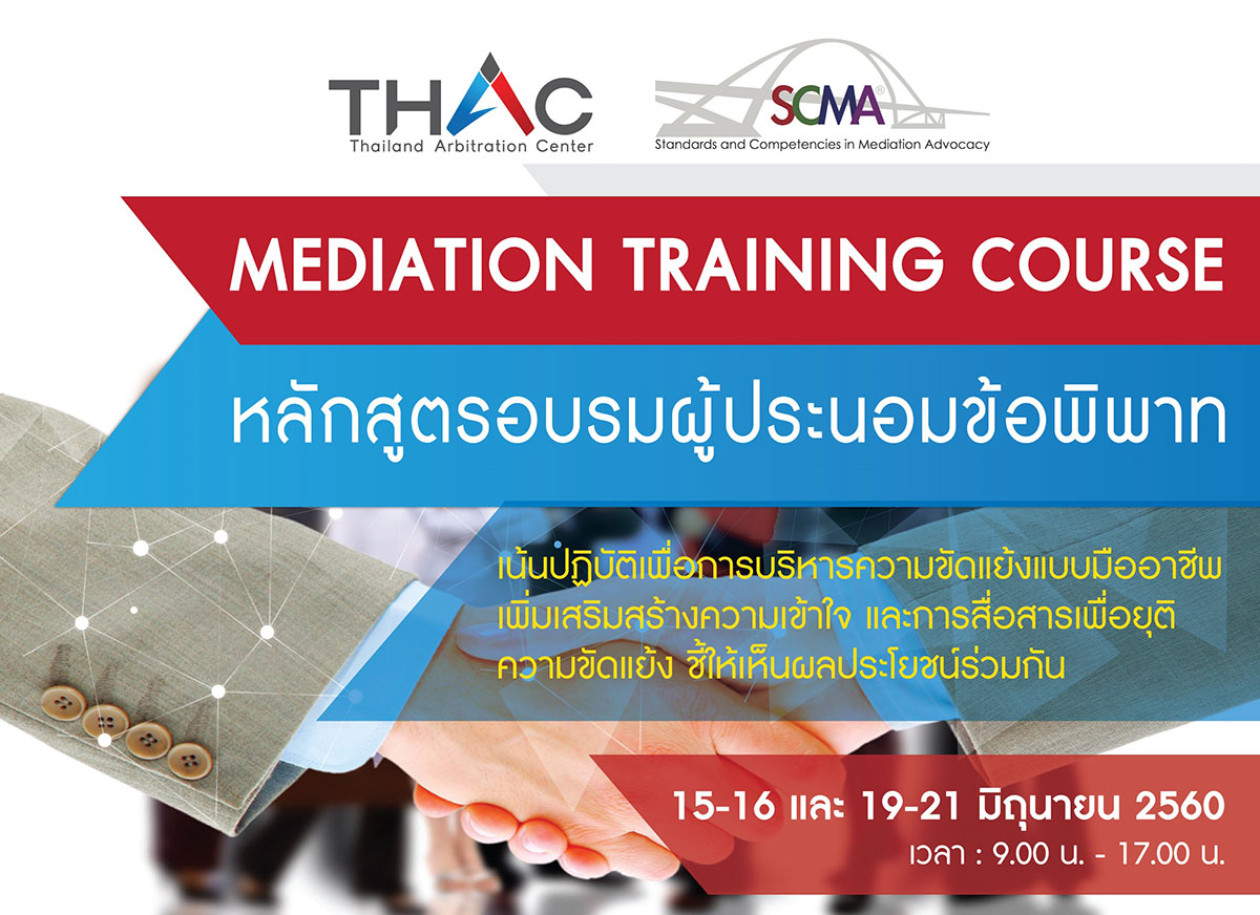 THAC
Thailand Arbitration Center
SCMA®
Standards and Competencies in Mediation Advocacy
MEDIATION TRAINING COURSE
หลักสูตรอบรมผู้ประนอมข้อพิพาท
เน้นปฏิบัติเพื่อการบริหารความขัดแย้งแบบมืออาชีพ
เพิ่มเสริมสร้างความเข้าใจ และการสื่อสารเพื่อยุติ
ความขัดแย้ง ชี้ให้เห็นผลประโยชน์ร่วมกัน
15-16 และ 19-21 มิถุนายน 2560
เวลา : 9.00 น. - 17.00 น.